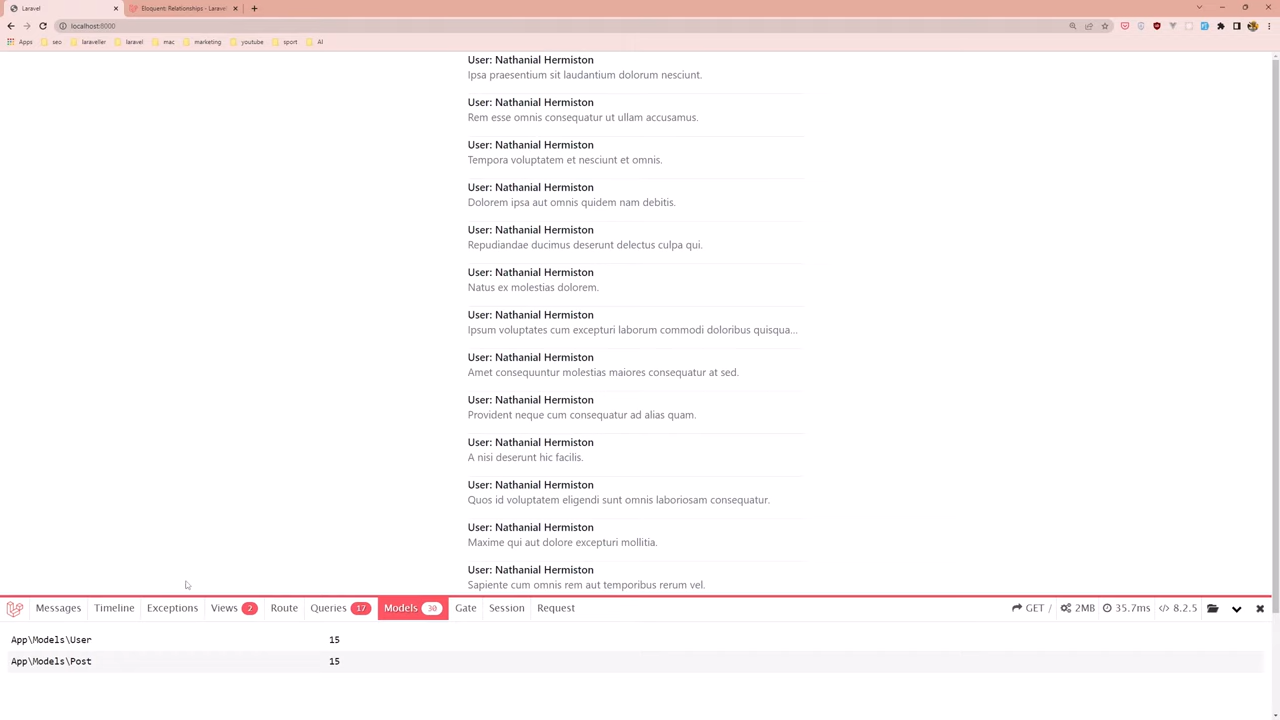 Laravel
Eloquent: Relationships - Laravel
localhost:8000
Apps
seo
laraveller
laravel
mac
marketing
youtube
sport
AI
User: Nathanial Hermiston
Ipsa praesentium sit laudantium dolorum nesciunt.
User: Nathanial Hermiston
Rem esse omnis consequatur ut ullam accusamus.
User: Nathanial Hermiston
Tempora voluptatem et nesciunt et omnis.
User: Nathanial Hermiston
Dolorem ipsa aut omnis quidem nam debitis.
User: Nathanial Hermiston
Repudiandae ducimus deserunt delectus culpa qui.
User: Nathanial Hermiston
Natus ex molestias dolorem.
User: Nathanial Hermiston
Ipsum voluptates cum excepturi laborum commodi doloribus quisqua...
User: Nathanial Hermiston
Amet consequuntur molestias maiores consequatur at sed.
User: Nathanial Hermiston
Provident neque cum consequatur ad alias quam.
User: Nathanial Hermiston
A nisi deserunt hic facilis.
User: Nathanial Hermiston
Quos id voluptatem eligendi sunt omnis laboriosam consequatur.
User: Nathanial Hermiston
Maxime qui aut dolore excepturi mollitia.
User: Nathanial Hermiston
Sapiente cum omnis rem aut temporibus rerum vel.
Messages Timeline Exceptions Views 2 Route Queries 17 Models 30 Gate Session Request GET / 2MB 35.7ms </> 8.2.5
App\Models\User 15
App\Models\Post 15